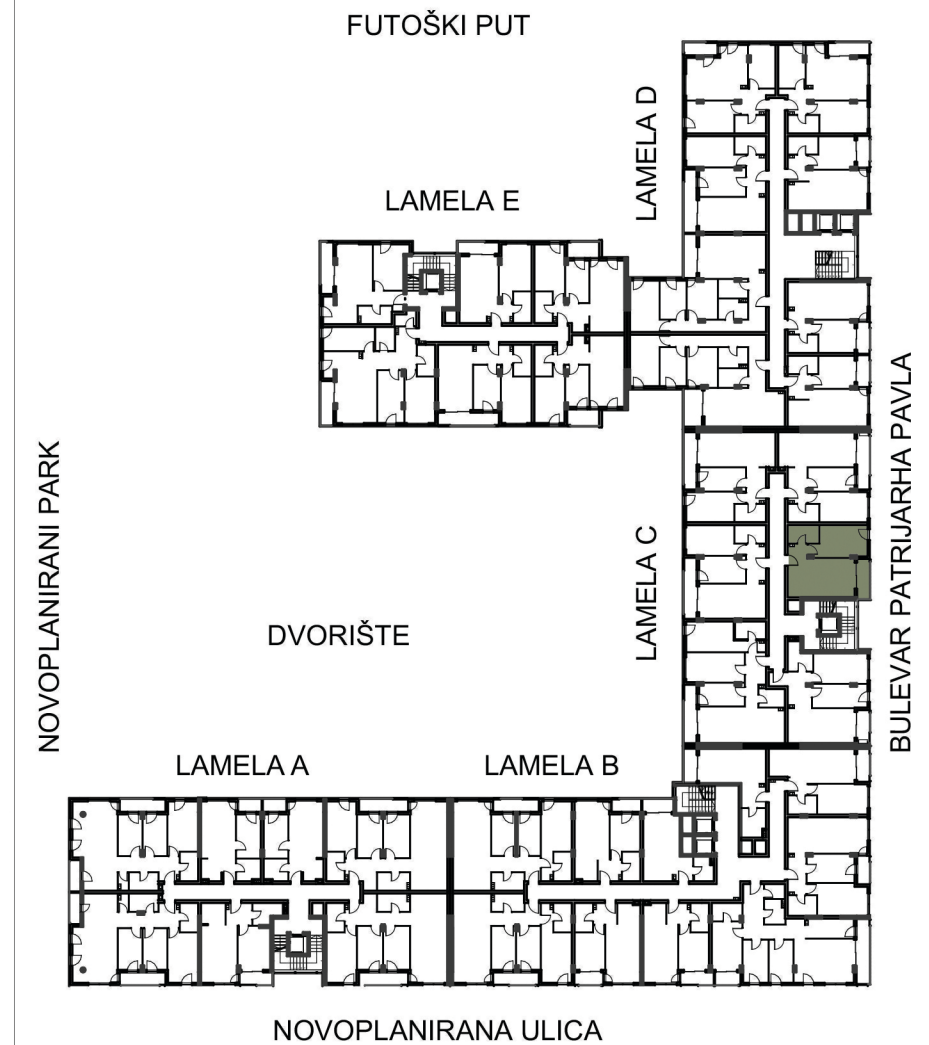 FUTOŠKI PUT
LAMELA D
LAMELA E
BULEVAR PATRIJARHA PAVLA
NOVOPLANIRANI PARK
LAMELA C
DVORIŠTE
LAMELA A
LAMELA B
NOVOPLANIRANA ULICA